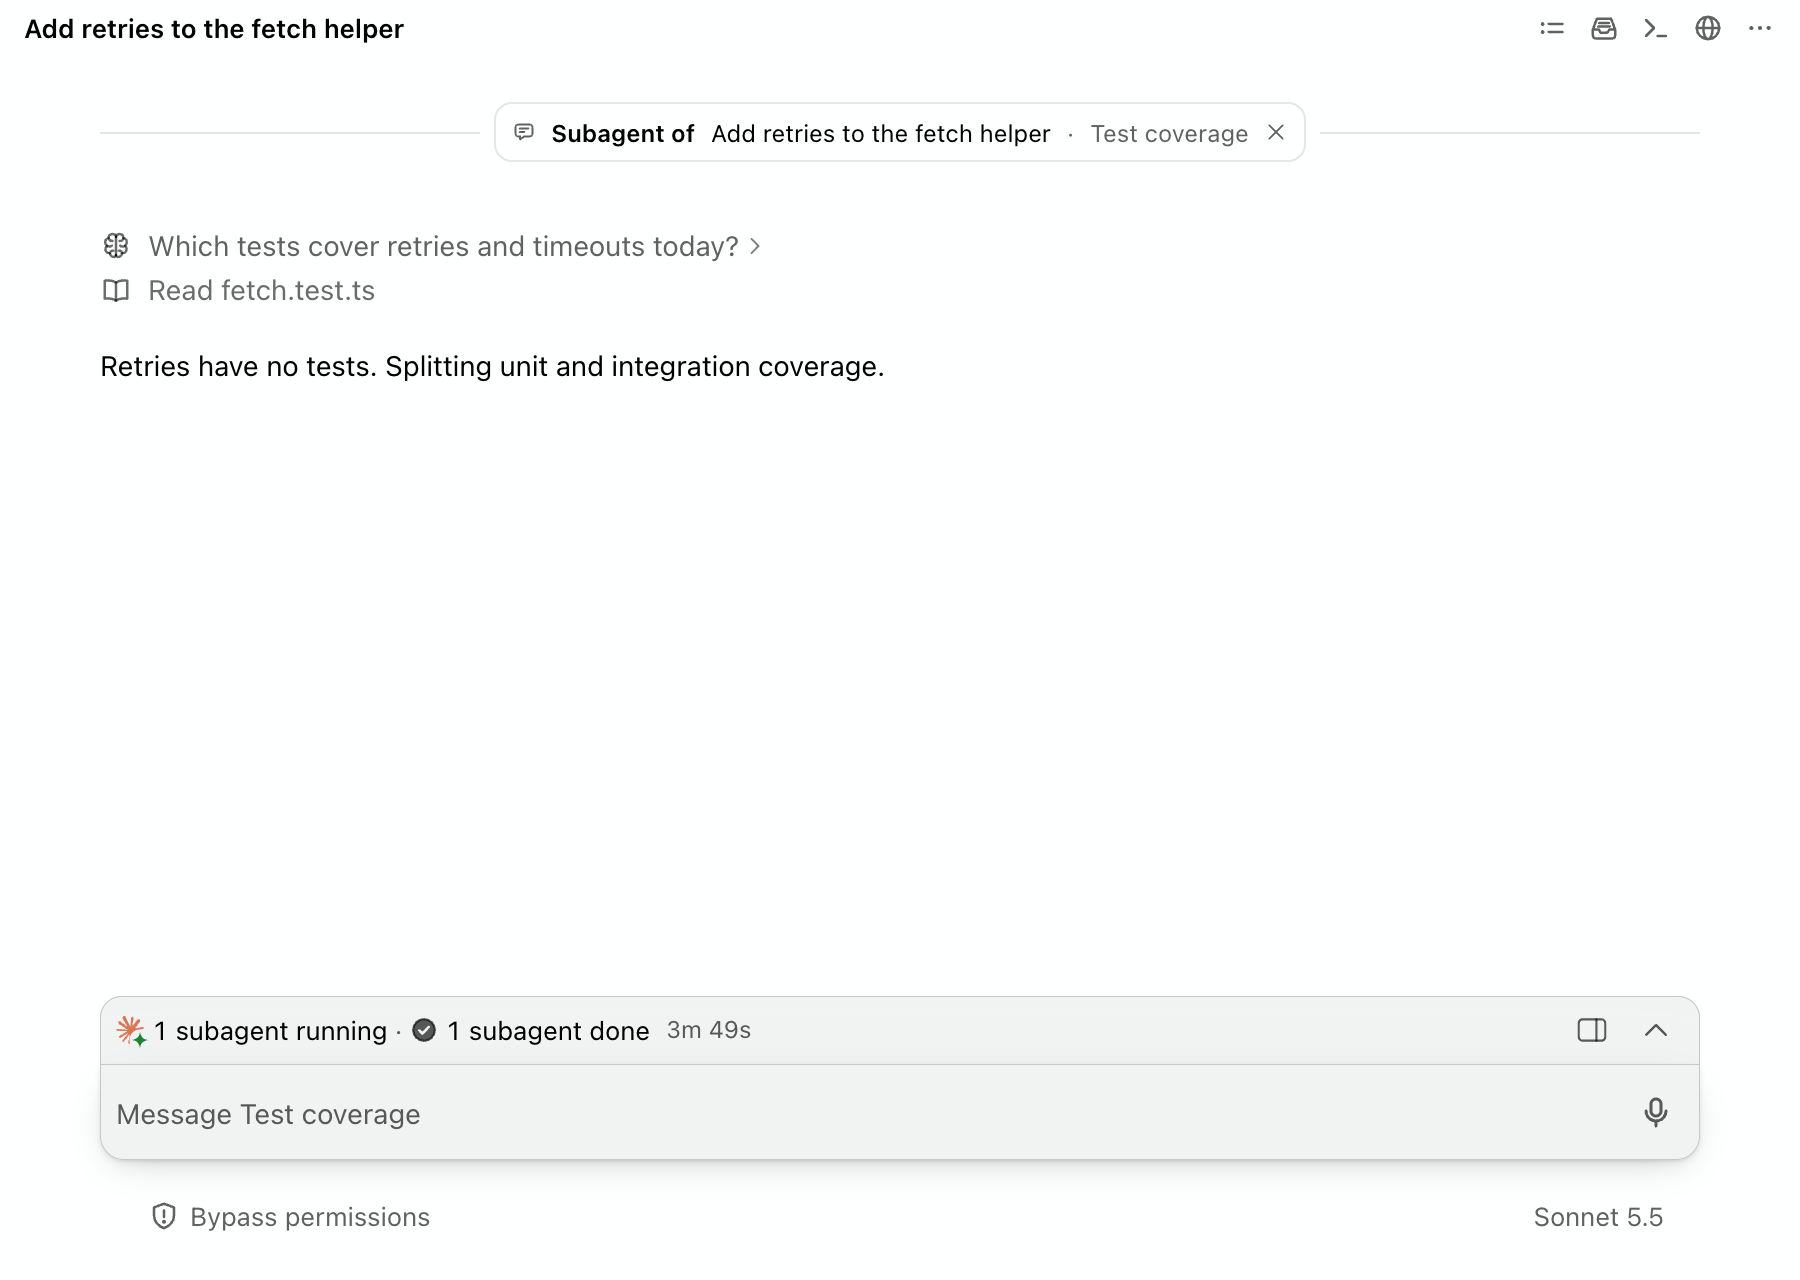 Add retries to the fetch helper
Subagent of Add retries to the fetch helper · Test coverage
Which tests cover retries and timeouts today?
Read fetch.test.ts
Retries have no tests. Splitting unit and integration coverage.
1 subagent running · 1 subagent done 3m 49s
Message Test coverage
Bypass permissions Sonnet 5.5